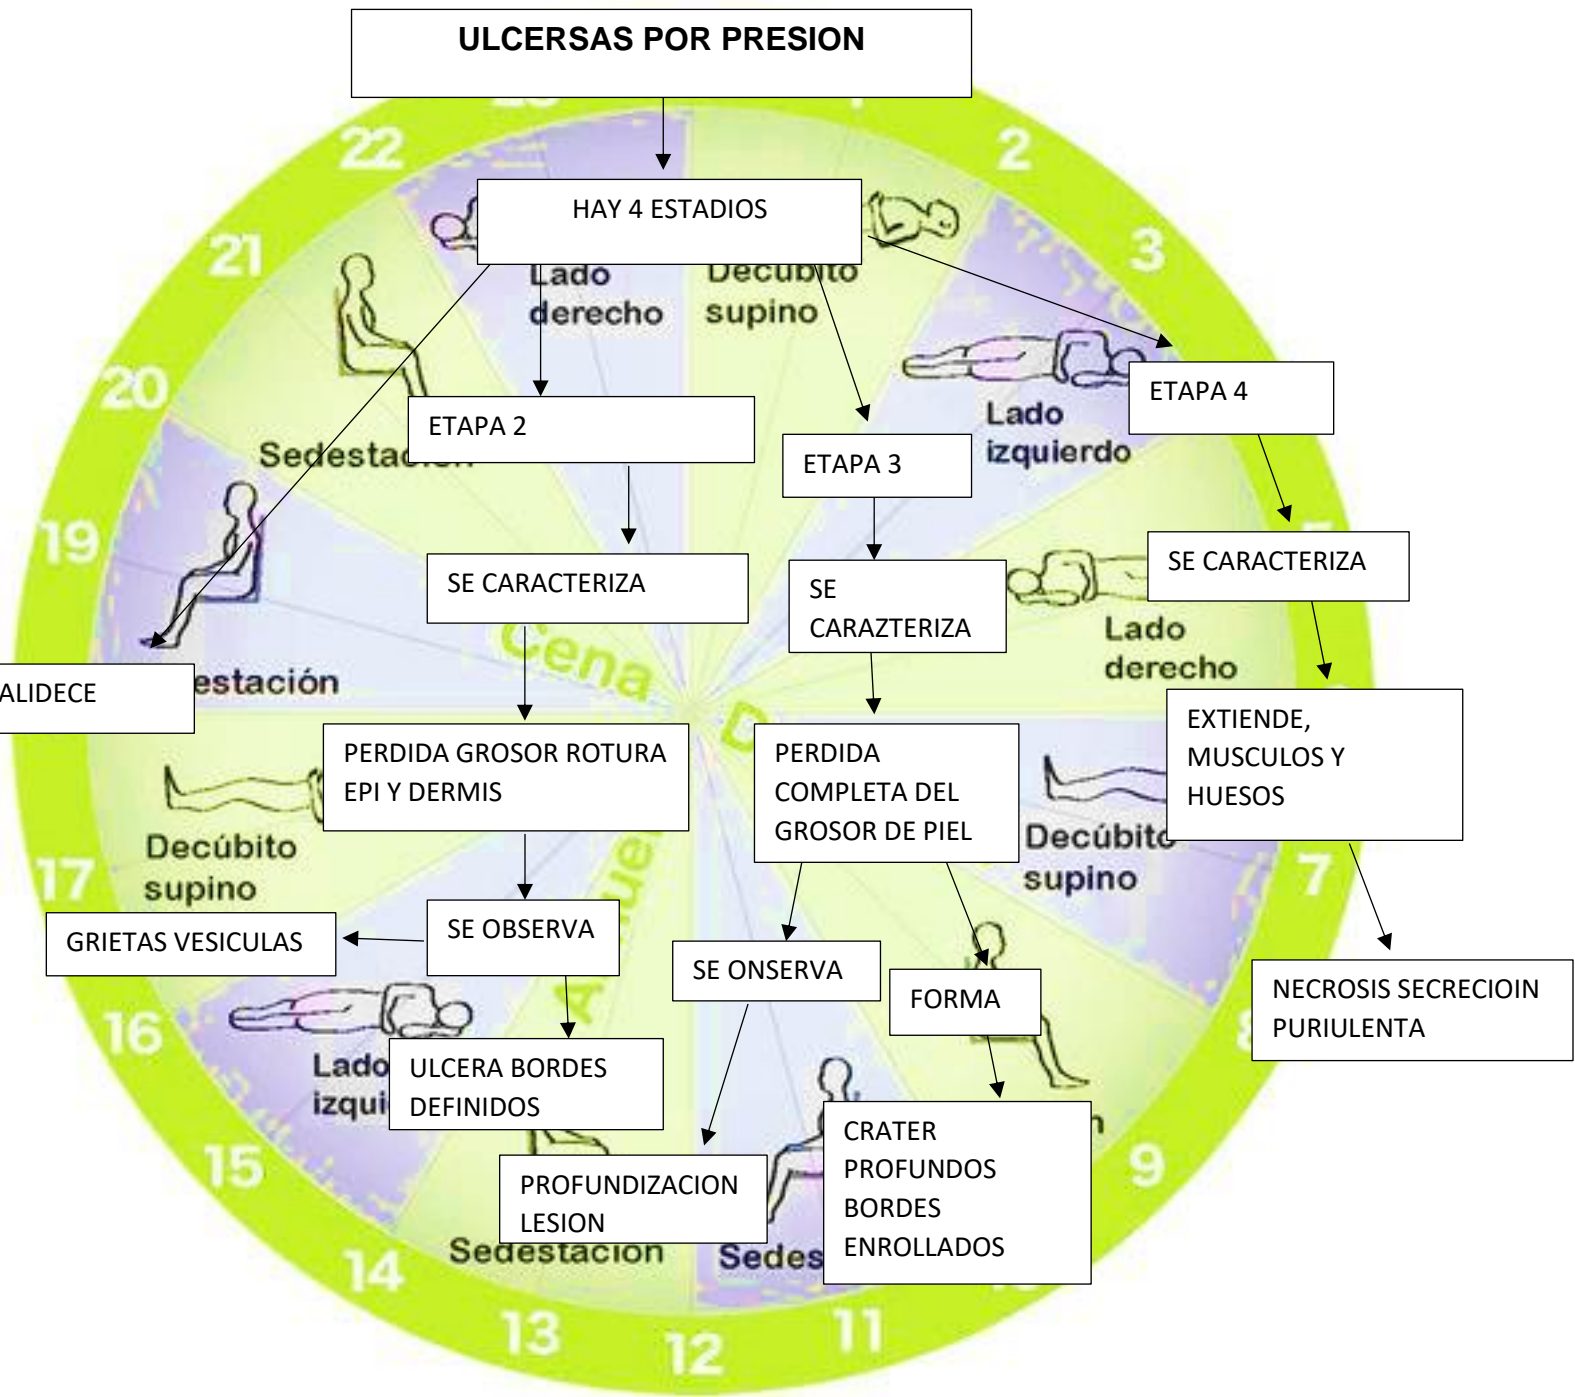 ULCERSAS POR PRESION
HAY 4 ESTADIOS
22
2
21
3
Lado
derecho
Decúbito
supino
20
ETAPA 2
Sedestación
ETAPA 3
Lado
izquierdo
ETAPA 4
19
SE CARACTERIZA
SE
CARAZTERIZA
SE CARACTERIZA
Cena
Lado
derecho
ALIDECE
estación
PERDIDA GROSOR ROTURA
EPI Y DERMIS
PERDIDA
COMPLETA DEL
GROSOR DE PIEL
EXTIENDE,
MUSCULOS Y
HUESOS
Decúbito
supino
Decúbito
supino
17
7
GRIETAS VESICULAS
SE OBSERVA
SE ONSERVA
FORMA
NECROSIS SECRECIOIN
PURIULENTA
16
8
Lado
izqui
ULCERA BORDES
DEFINIDOS
PROFUNDIZACION
LESION
CRATER
PROFUNDOS
BORDES
ENROLLADOS
15
9
Sedestación
Sedes
14
13
12
11